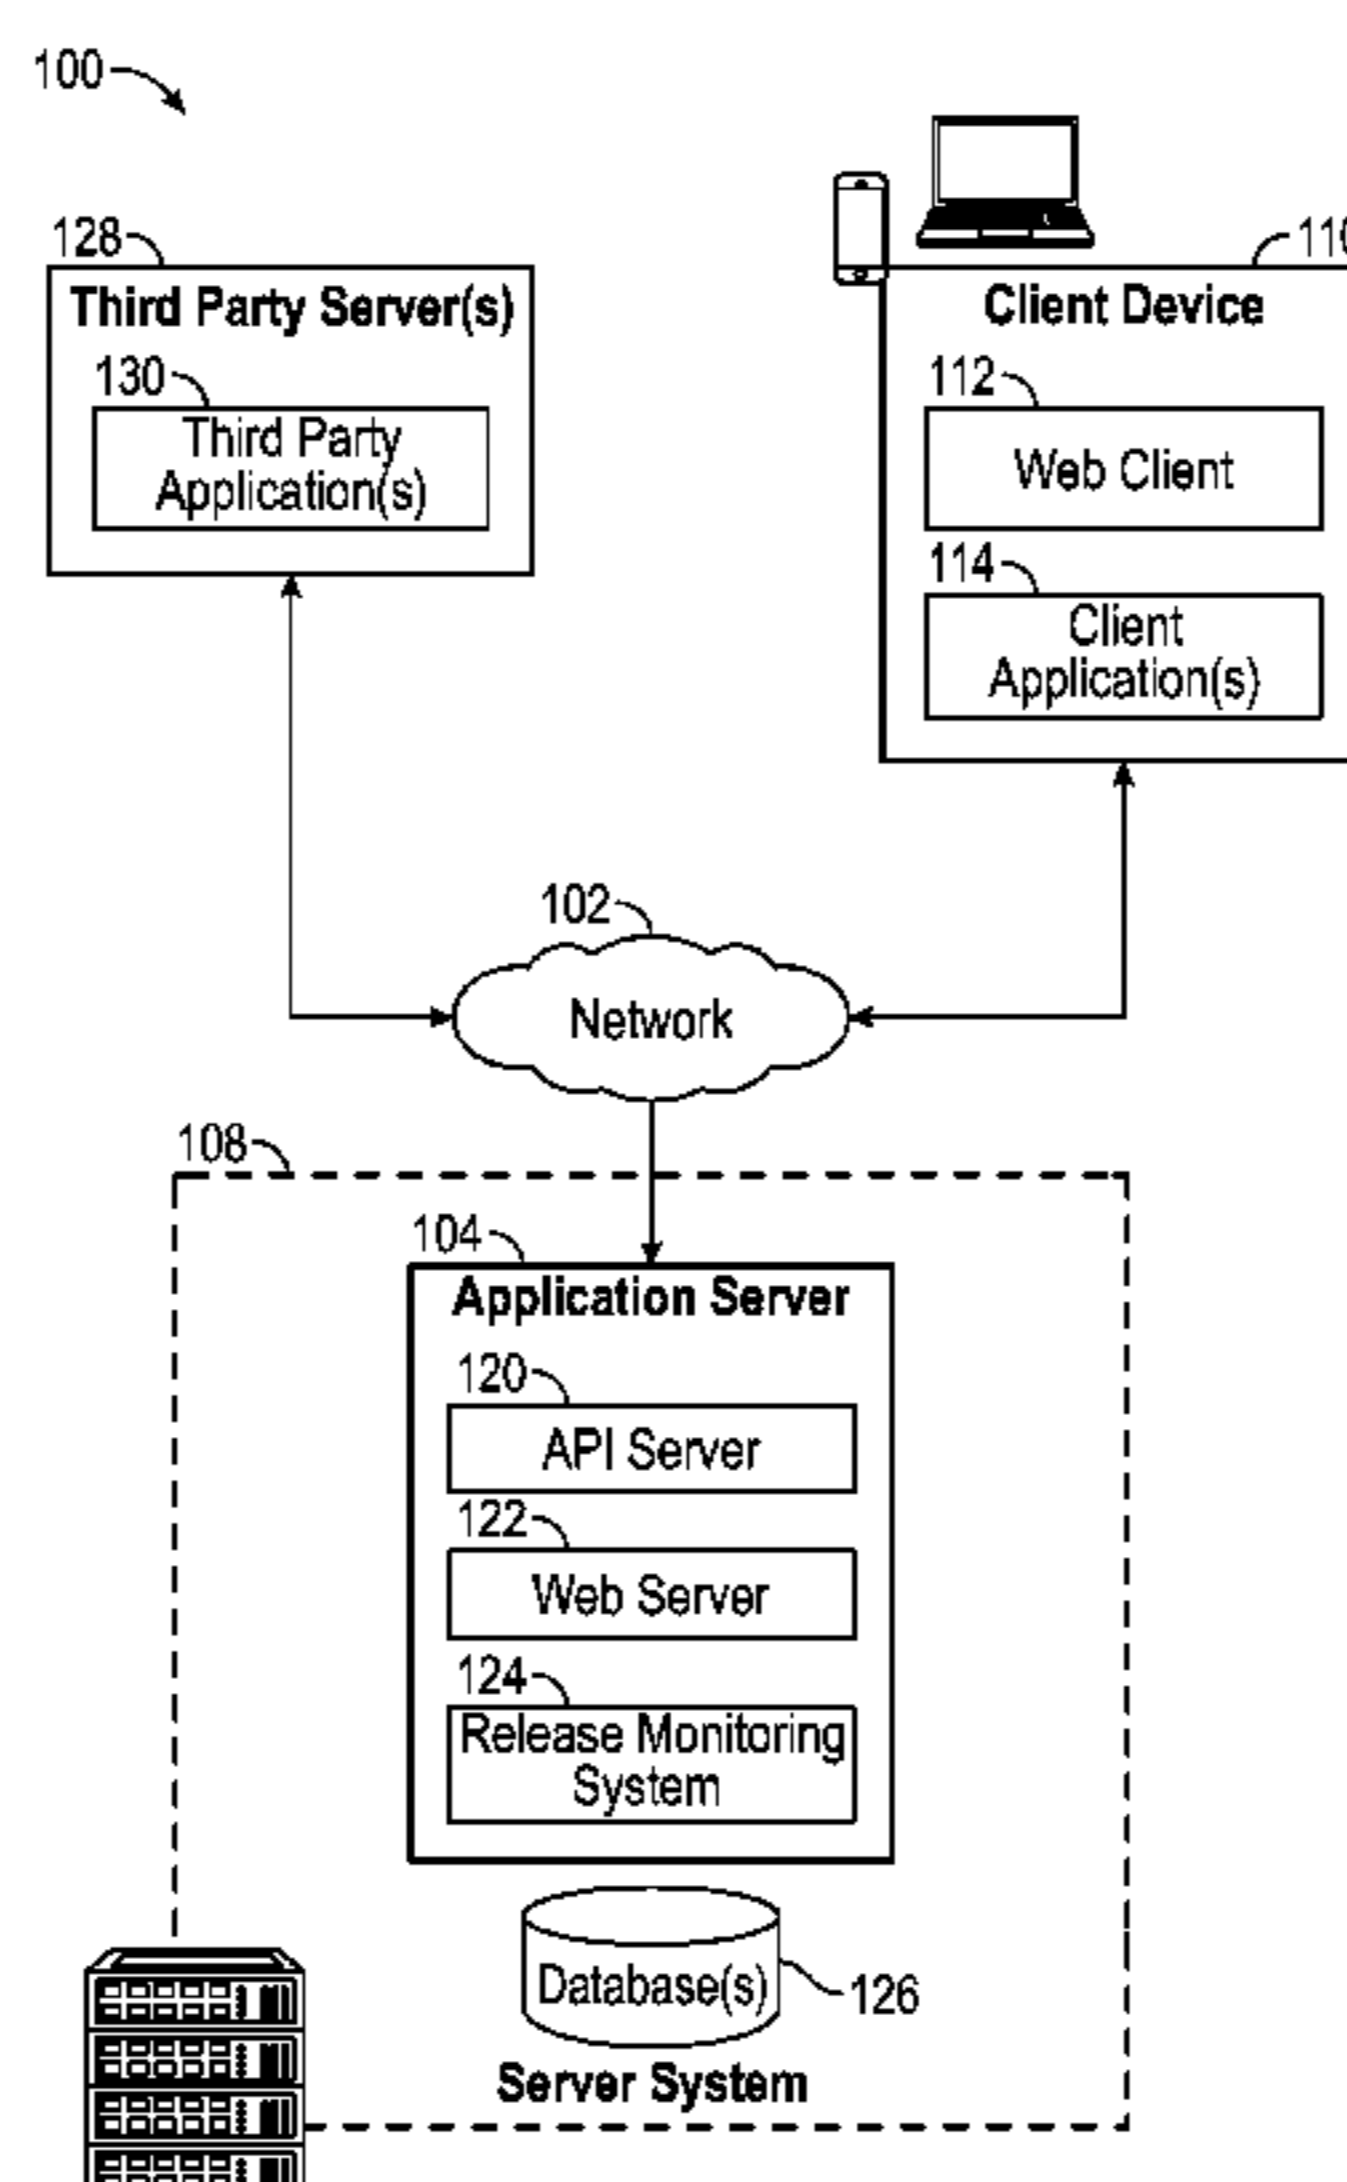 100
128
Third Party Server(s)
130
Third Party
Application(s)
110
Client Device
112
Web Client
114
Client
Application(s)
102
Network
108
104
Application Server
120
API Server
122
Web Server
124
Release Monitoring
System
Database(s)
126
Server System